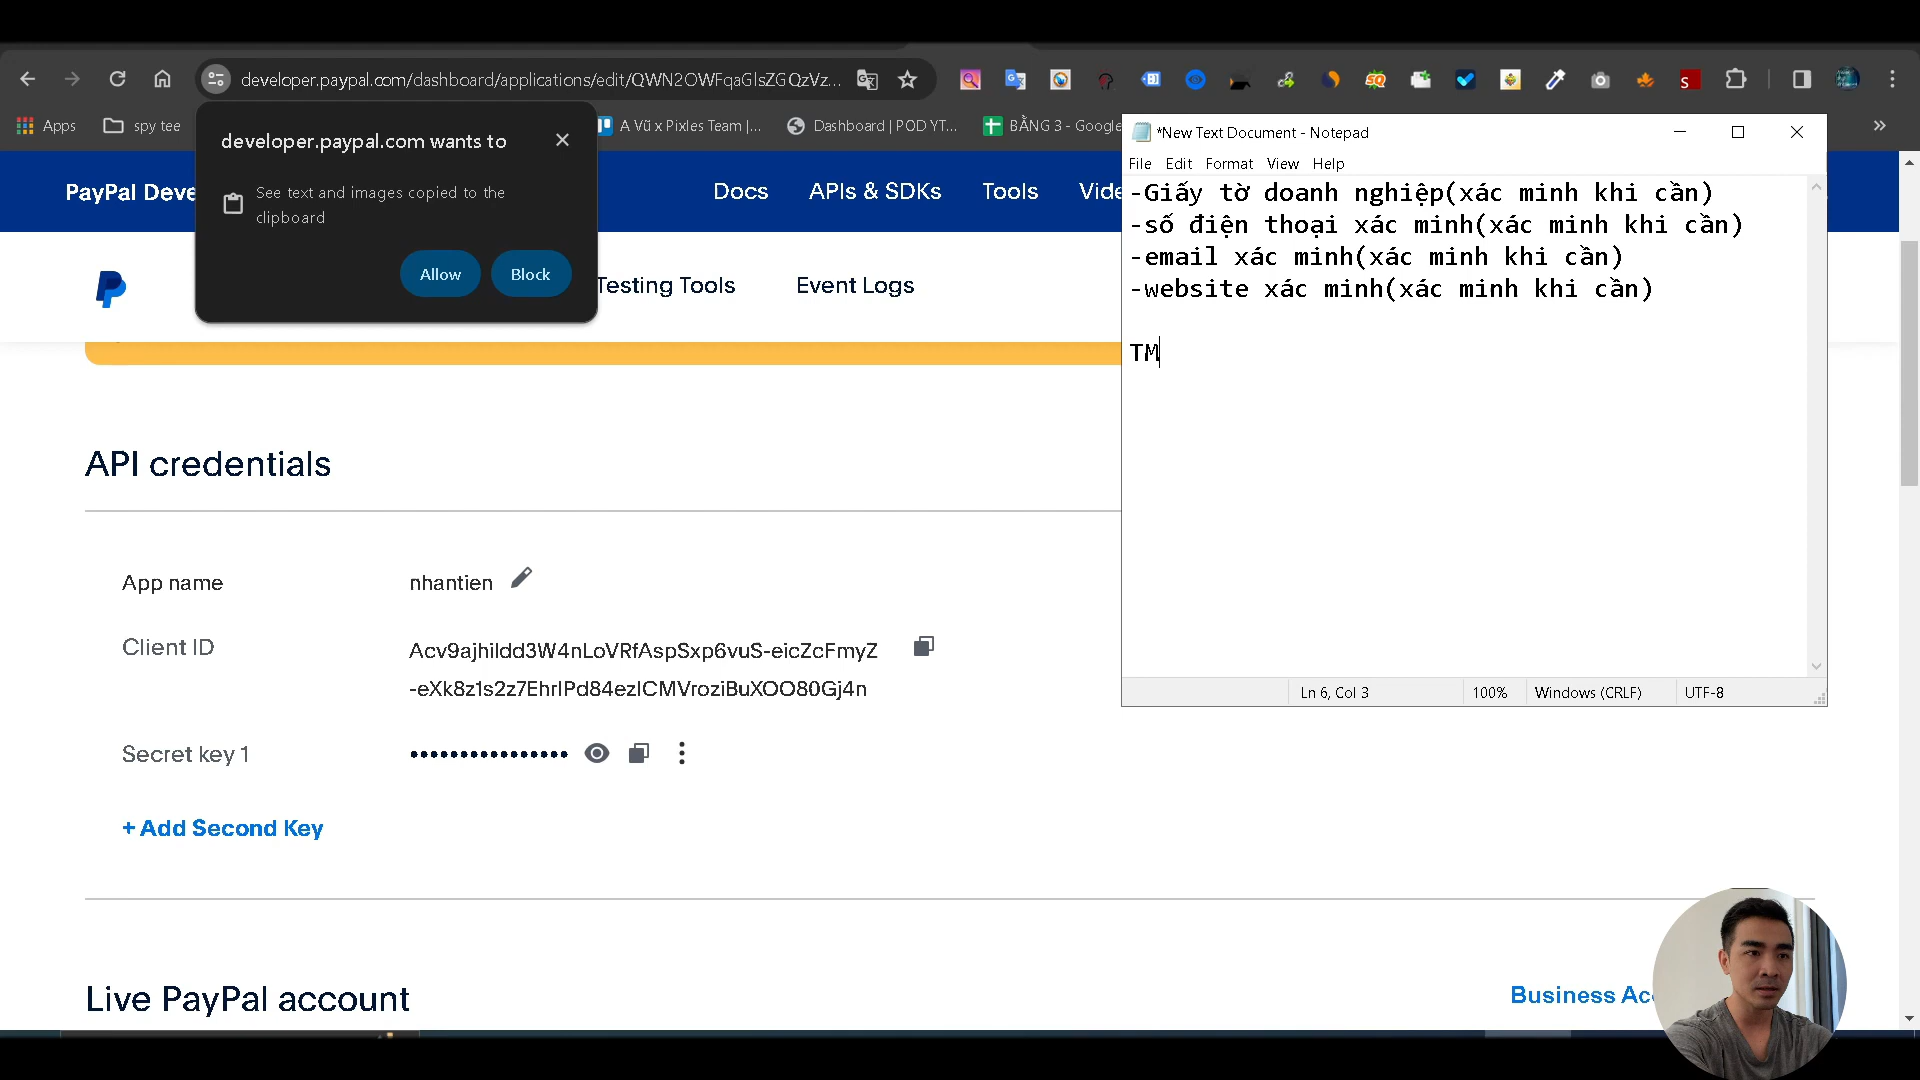 developer.paypal.com/dashboard/applications/edit/QWN2OWFqaGlsZGQzVz...
Apps
spy tee
A Vũ x Pixles Team |...
Dashboard | POD YT...
BẢNG 3 - Google
»
developer.paypal.com wants to
See text and images copied to the
clipboard
Allow
Block
PayPal Deve
Docs
APIs & SDKs
Tools
Vide
Testing Tools
Event Logs
*New Text Document - Notepad
File Edit Format View Help
-Giấy tờ doanh nghiệp(xác minh khi cần)
-số điện thoại xác minh(xác minh khi cần)
-email xác minh(xác minh khi cần)
-website xác minh(xác minh khi cần)
TM
Ln 6, Col 3
100%
Windows (CRLF)
UTF-8
API credentials
App name
nhantien
Client ID
Acv9ajhildd3W4nLoVRfAspSxp6vuS-eicZcFmyZ
-eXk8z1s2z7EhrIPd84ezICMVroziBuXOO80Gj4n
Secret key 1
••••••••••••••••
+ Add Second Key
Live PayPal account
Business Ac